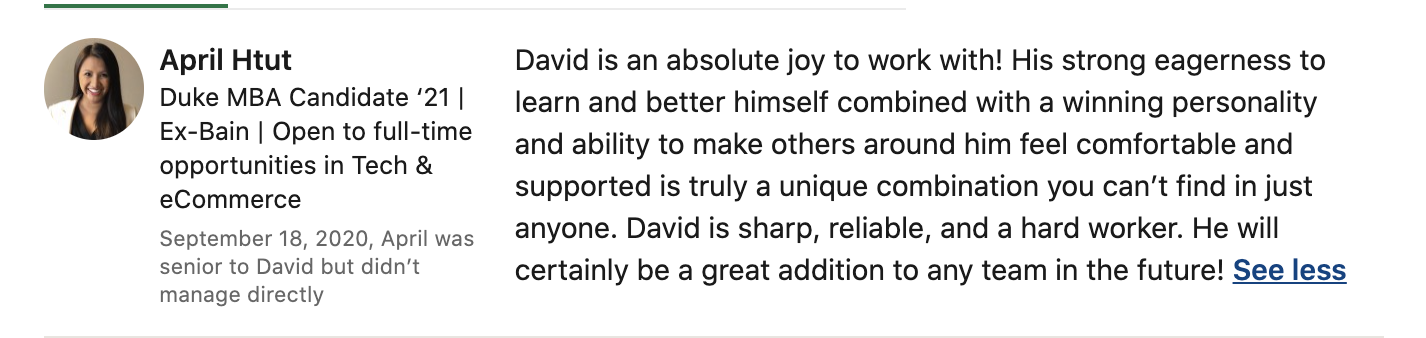 April Htut
Duke MBA Candidate ‘21 |
Ex-Bain | Open to full-time
opportunities in Tech &
eCommerce
September 18, 2020, April was
senior to David but didn’t
manage directly
David is an absolute joy to work with! His strong eagerness to
learn and better himself combined with a winning personality
and ability to make others around him feel comfortable and
supported is truly a unique combination you can’t find in just
anyone. David is sharp, reliable, and a hard worker. He will
certainly be a great addition to any team in the future! See less